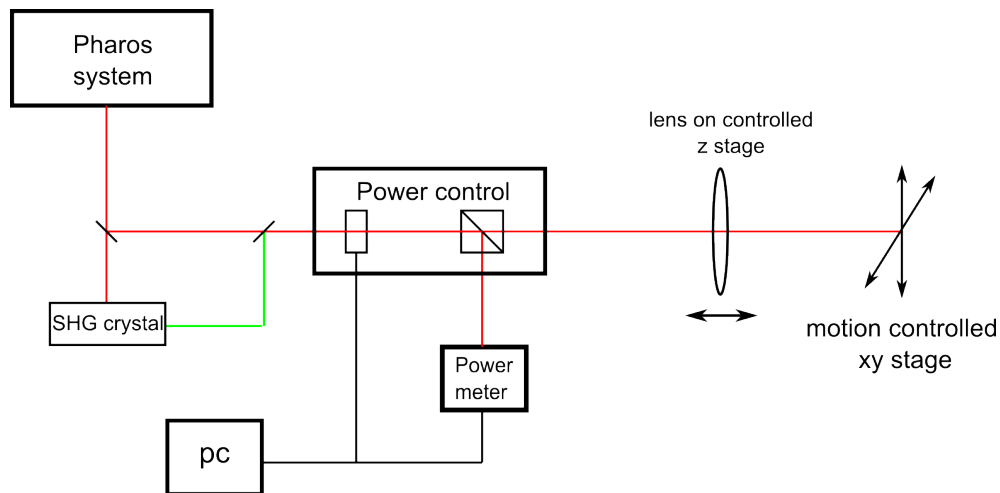 Pharos
system
lens on controlled
z stage
Power control
SHG crystal
motion controlled
xy stage
Power
meter
pc